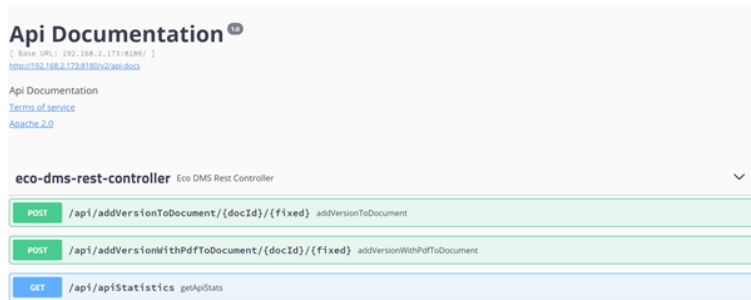 Api Documentation 1.0
[ Base URL: 192.168.2.173:8180/ ]
http://192.168.2.173:8180/v2/api-docs
Api Documentation
Terms of service
Apache 2.0
eco-dms-rest-controller Eco DMS Rest Controller
POST /api/addVersionToDocument/{docId}/{fixed} addVersionToDocument
POST /api/addVersionWithPdfToDocument/{docId}/{fixed} addVersionWithPdfToDocument
GET /api/apiStatistics getApiStats